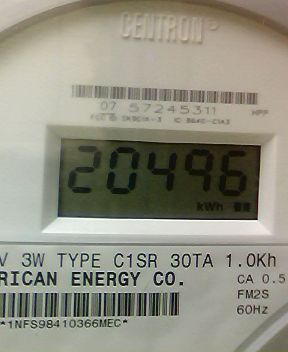 CENTRON®
07 57245311 HPF
20496
kWh
V 3W TYPE C1SR 30TA 1.0Kh
RICAN ENERGY CO. CA 0.5
FM2S
60Hz
*1NFS98410366MEC*